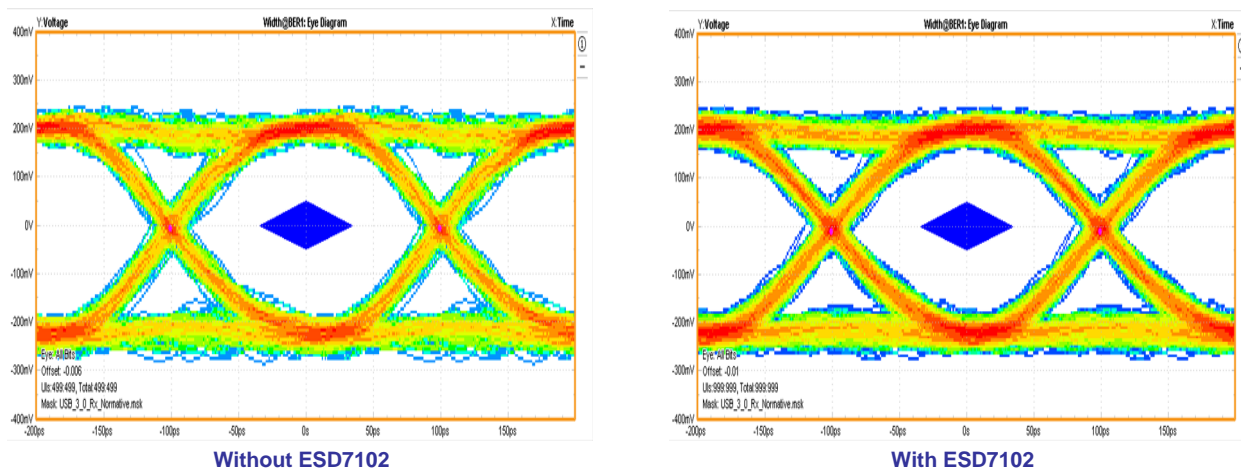 Y:Voltage Width@BER1: Eye Diagram X:Time
400mV
300mV
200mV
100mV
0V
-100mV
-200mV
-300mV
-400mV
Eye: All Bits
Offset: -0.006
UIs:499:499, Total:499:499
Mask: USB_3_0_Rx_Normative.msk
-200ps -150ps -100ps -50ps 0s 50ps 100ps 150ps
Without ESD7102
Y:Voltage Width@BER1: Eye Diagram X:Time
400mV
300mV
200mV
100mV
0V
-100mV
-200mV
-300mV
-400mV
Eye: All Bits
Offset: -0.01
UIs:999:999, Total:999:999
Mask: USB_3_0_Rx_Normative.msk
-200ps -150ps -100ps -50ps 0s 50ps 100ps 150ps
With ESD7102